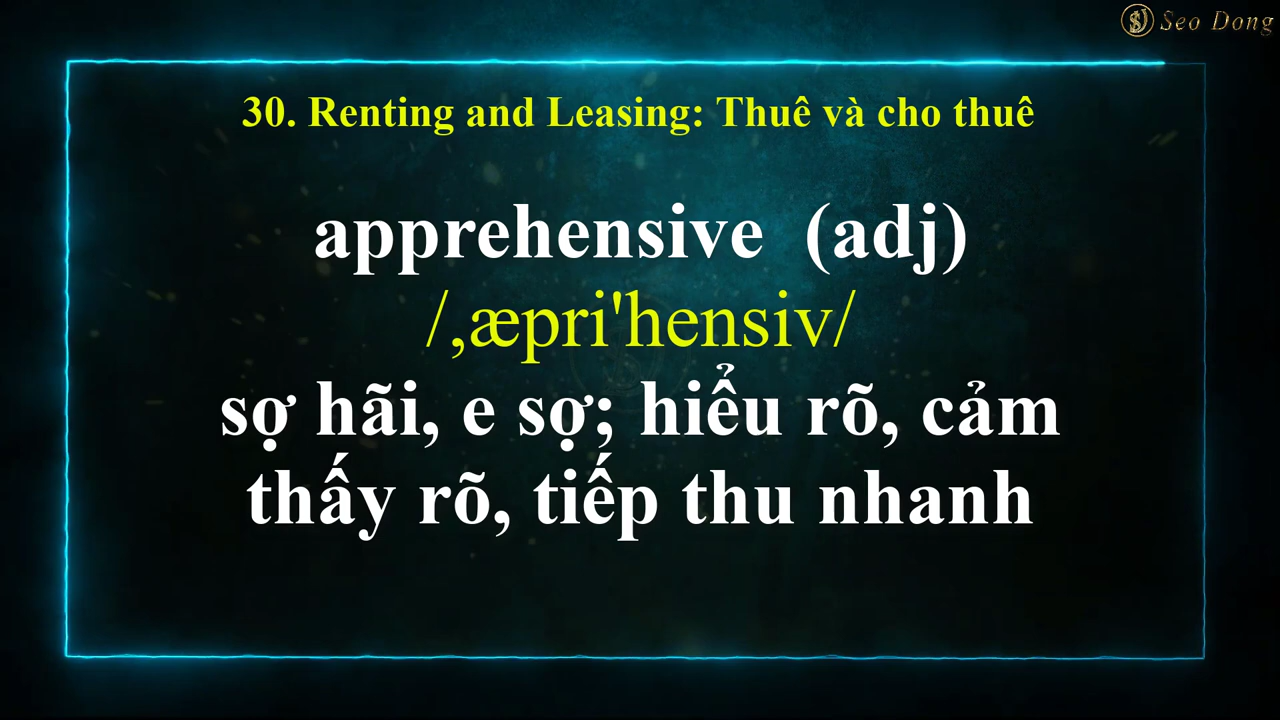 Seo Dong
30. Renting and Leasing: Thuê và cho thuê
apprehensive (adj)
/,æpri'hensiv/
sợ hãi, e sợ; hiểu rõ, cảm
thấy rõ, tiếp thu nhanh